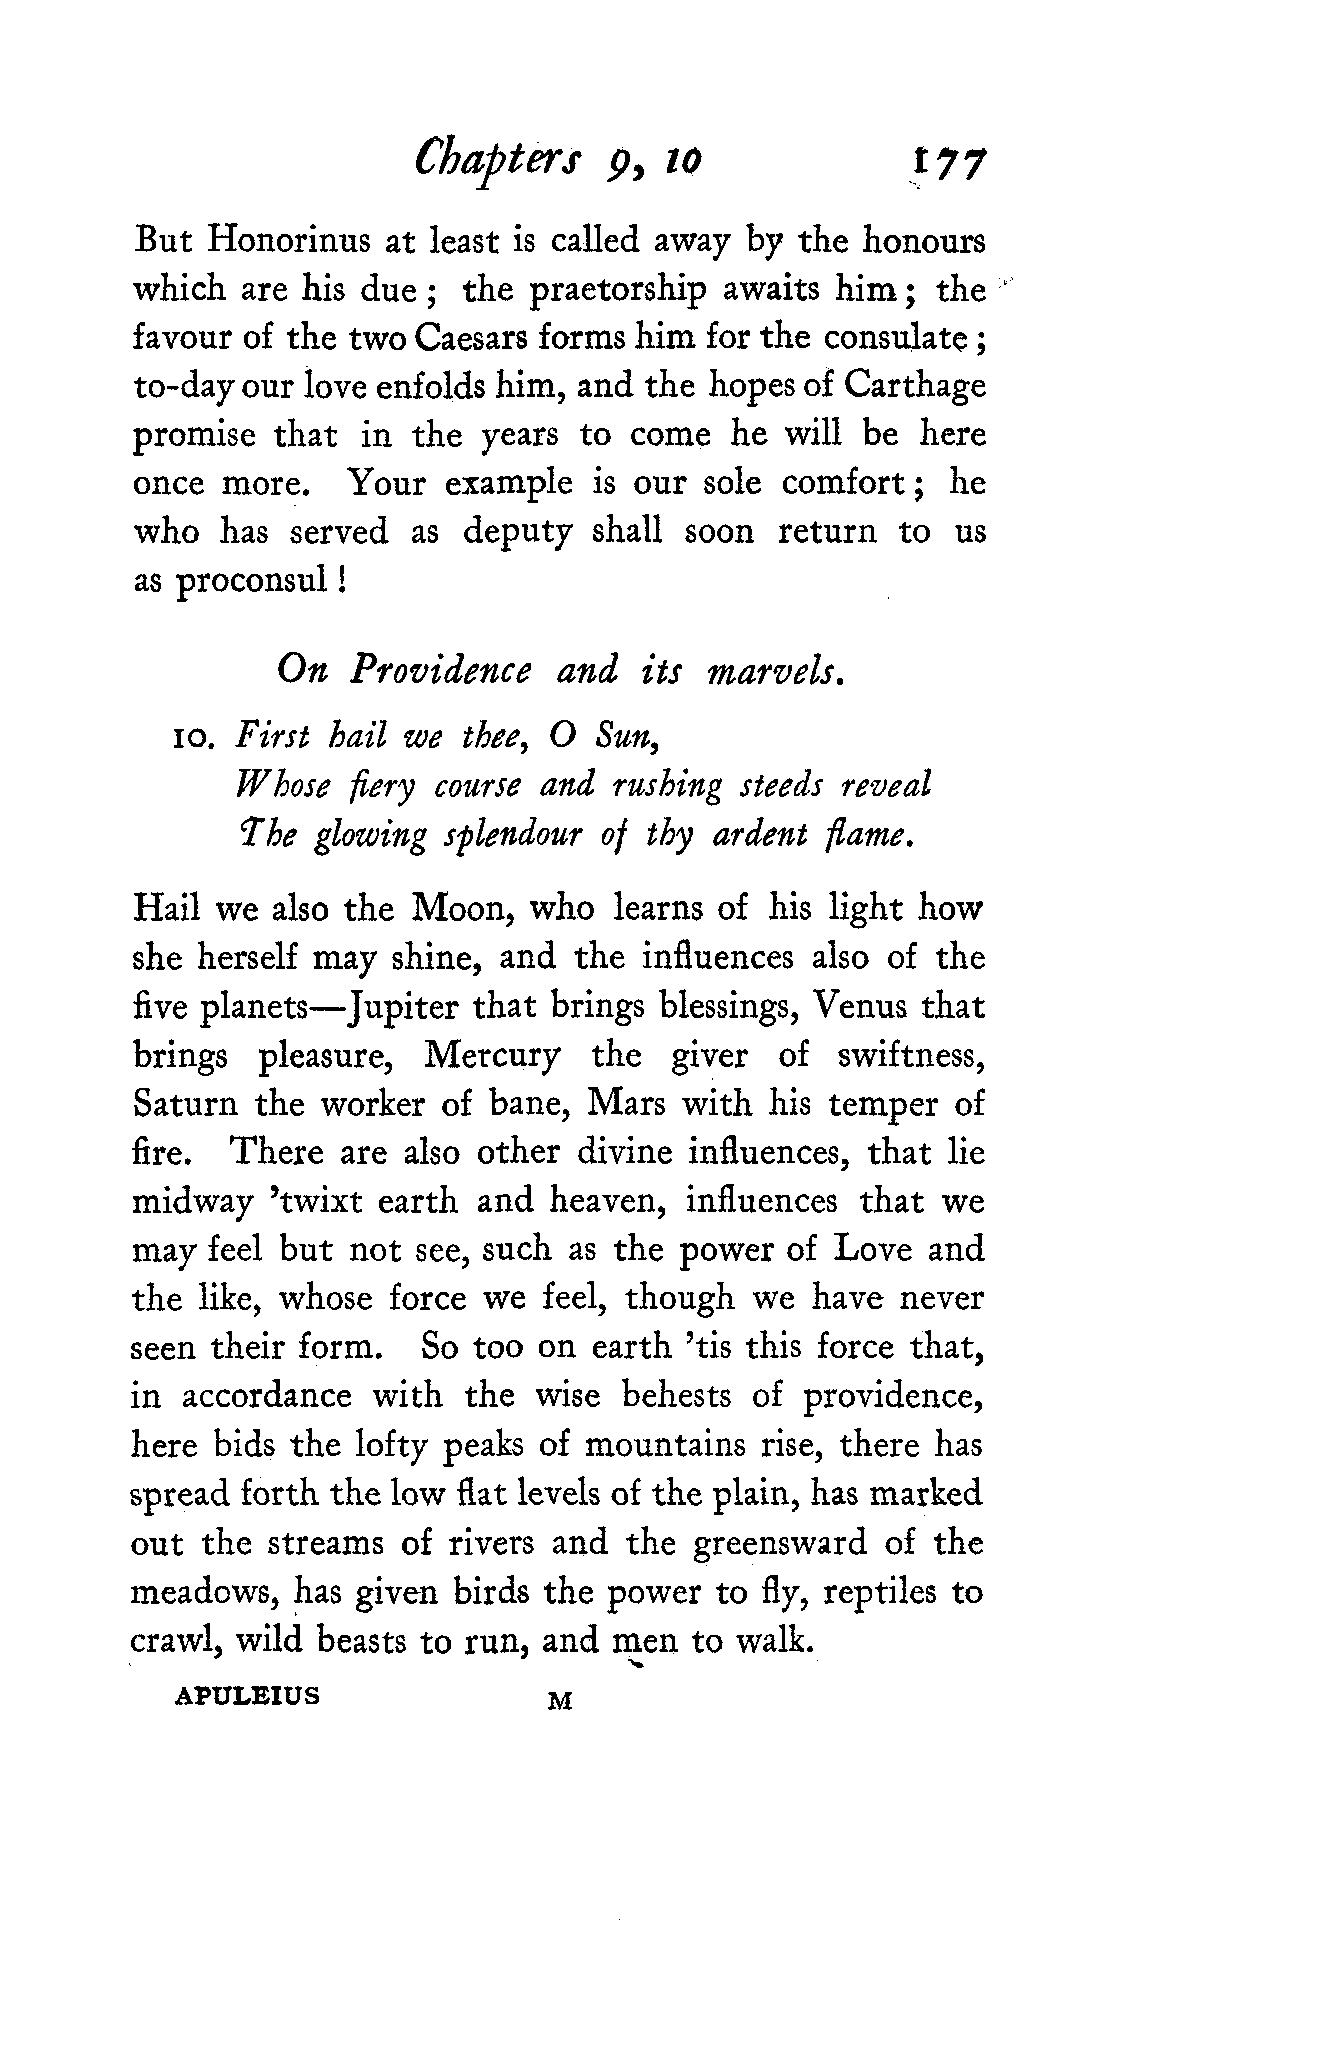 Chapters 9, 10 177
But Honorinus at least is called away by the honours
which are his due ; the praetorship awaits him ; the
favour of the two Caesars forms him for the consulate ;
to-day our love enfolds him, and the hopes of Carthage
promise that in the years to come he will be here
once more. Your example is our sole comfort ; he
who has served as deputy shall soon return to us
as proconsul !
On Providence and its marvels.
10. First hail we thee, O Sun,
Whose fiery course and rushing steeds reveal
The glowing splendour of thy ardent flame.
Hail we also the Moon, who learns of his light how
she herself may shine, and the influences also of the
five planets—Jupiter that brings blessings, Venus that
brings pleasure, Mercury the giver of swiftness,
Saturn the worker of bane, Mars with his temper of
fire. There are also other divine influences, that lie
midway ’twixt earth and heaven, influences that we
may feel but not see, such as the power of Love and
the like, whose force we feel, though we have never
seen their form. So too on earth ’tis this force that,
in accordance with the wise behests of providence,
here bids the lofty peaks of mountains rise, there has
spread forth the low flat levels of the plain, has marked
out the streams of rivers and the greensward of the
meadows, has given birds the power to fly, reptiles to
crawl, wild beasts to run, and men to walk.
APULEIUS M